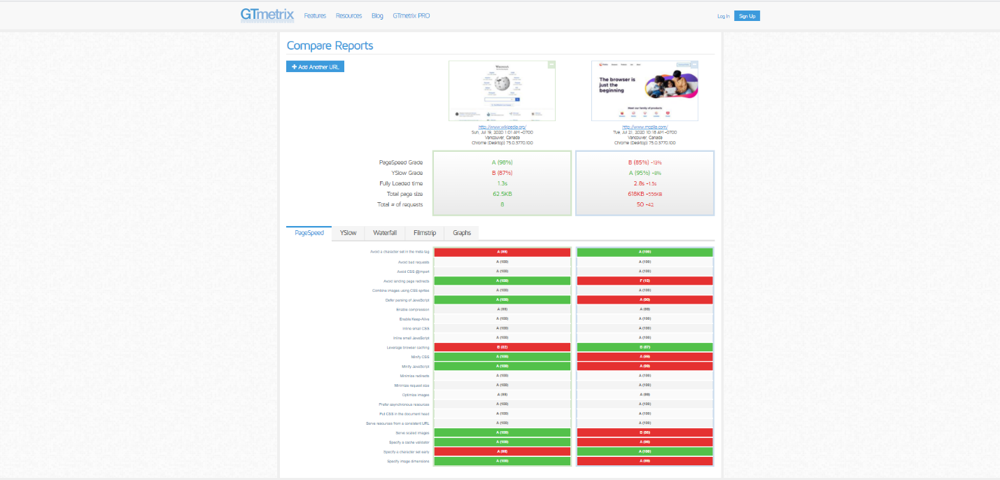 GTmetrix Features Resources Blog GTmetrix PRO Log In Sign Up
Compare Reports
+ Add Another URL
The browser is
just the
beginning
Meet our family of products
http://www.wikipedia.org/ http://www.mozilla.com/
Sun, Jul 19, 2020 1:01 AM -0700 Tue, Jul 21, 2020 10:18 AM -0700
Vancouver, Canada Vancouver, Canada
Chrome (Desktop) 75.0.3770.100 Chrome (Desktop) 75.0.3770.100
PageSpeed Grade A (98%) B (85%) -13%
YSlow Grade B (87%) A (95%) +8%
Fully Loaded time 1.3s 2.8s +1.5s
Total page size 62.5KB 618KB +556KB
Total # of requests 8 50 +42
PageSpeed YSlow Waterfall Filmstrip Graphs
Avoid a character set in the meta tag A (100)
Avoid bad requests A (100) A (100)
Avoid CSS @import A (100) A (100)
Avoid landing page redirects A (100)
Combine images using CSS sprites A (100) A (100)
Defer parsing of JavaScript A (100)
Enable compression A (99) A (99)
Enable Keep-Alive A (100) A (100)
Inline small CSS A (100) A (100)
Inline small JavaScript A (100) A (100)
Leverage browser caching
Minify CSS A (100)
Minify JavaScript A (100) A (99)
Minimize redirects A (100) A (100)
Minimize request size A (100) A (100)
Optimize images A (99) A (99)
Prefer asynchronous resources A (100) A (100)
Put CSS in the document head A (100) A (100)
Serve resources from a consistent URL A (100) A (100)
Serve scaled images A (100)
Specify a cache validator A (100)
Specify a character set early A (100)
Specify image dimensions A (100) A (99)